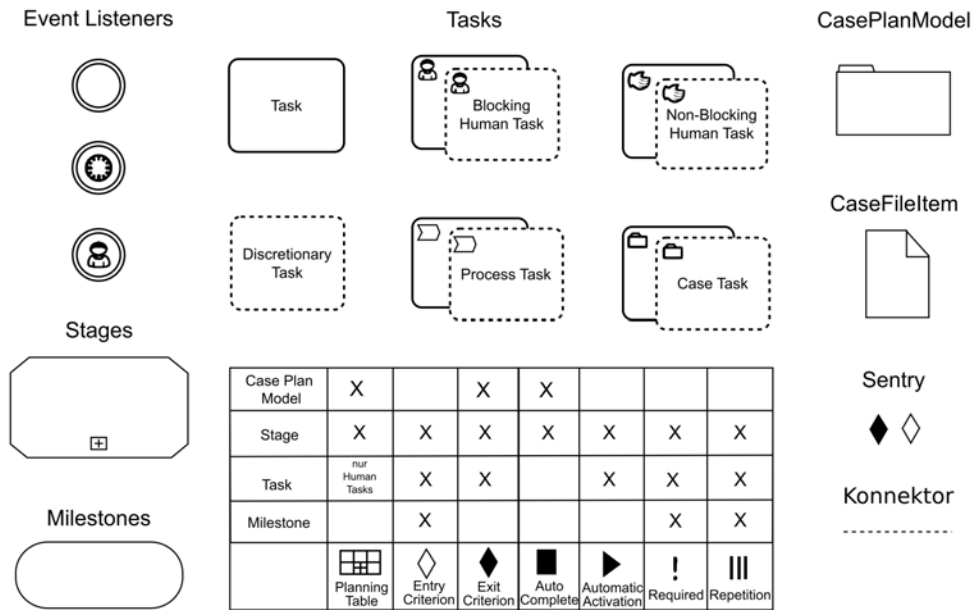 Event Listeners
Tasks
CasePlanModel
Task
Blocking
Human Task
Non-Blocking
Human Task
CaseFileItem
Discretionary
Task
Process Task
Case Task
Stages
Sentry
Konnektor
Milestones
Case Plan
Model
X
X
X
Stage
X
X
X
X
X
X
X
Task
nur
Human
Tasks
X
X
X
X
X
Milestone
X
X
X
Planning
Table
Entry
Criterion
Exit
Criterion
Auto
Complete
Automatic
Activation
!
Required
Repetition